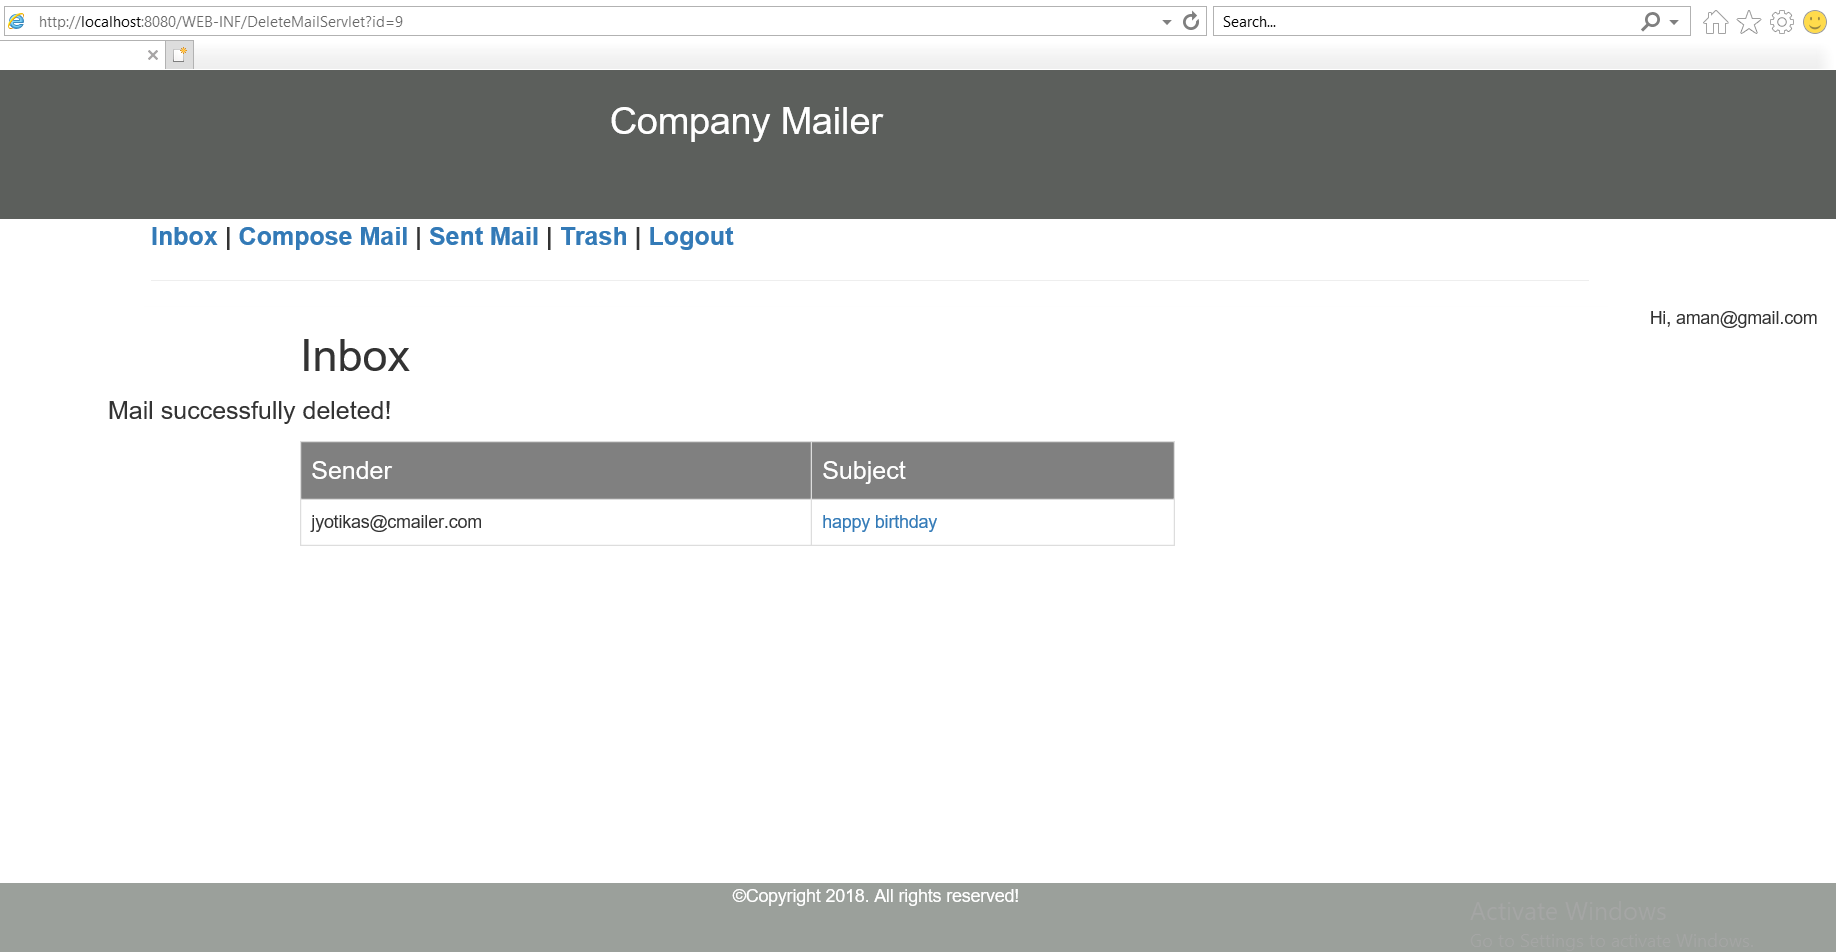 http://localhost:8080/WEB-INF/DeleteMailServlet?id=9
Search...
Company Mailer
Inbox | Compose Mail | Sent Mail | Trash | Logout
Hi, aman@gmail.com
Inbox
Mail successfully deleted!
Sender Subject
jyotikas@cmailer.com happy birthday
©Copyright 2018. All rights reserved!
Activate Windows
Go to Settings to activate Windows.